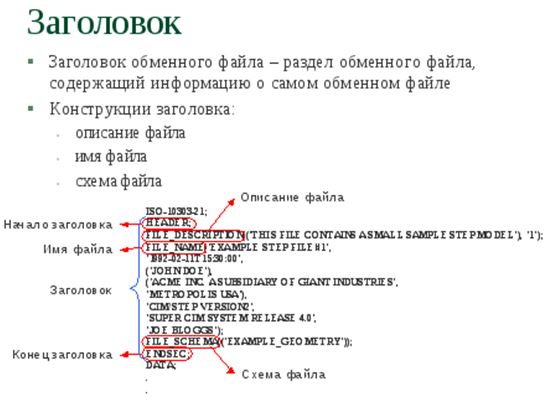 Заголовок
Заголовок обменного файла – раздел обменного файла,
содержащий информацию о самом обменном файле
Конструкции заголовка:
описание файла
имя файла
схема файла
Описание файла
ISO-10303-21;
Начало заголовка
HEADER;
FILE_DESCRIPTION(('THIS FILE CONTAINS A SMALL SAMPLE STEP MODEL'), '1');
Имя файла
FILE_NAME('EXAMPLE STEP FILE #1',
'1992-02-11T15:30:00',
('JOHN DOE'),
('ACME INC. A SUBSIDIARY OF GIANT INDUSTRIES',
Заголовок
'METROPOLIS USA'),
'CIM/STEP VERSION2',
'SUPER CIM SYSTEM RELEASE 4.0',
'JOE BLOGGS');
FILE_SCHEMA(('EXAMPLE_GEOMETRY'));
Конец заголовка
ENDSEC;
DATA;
.
.
Схема файла